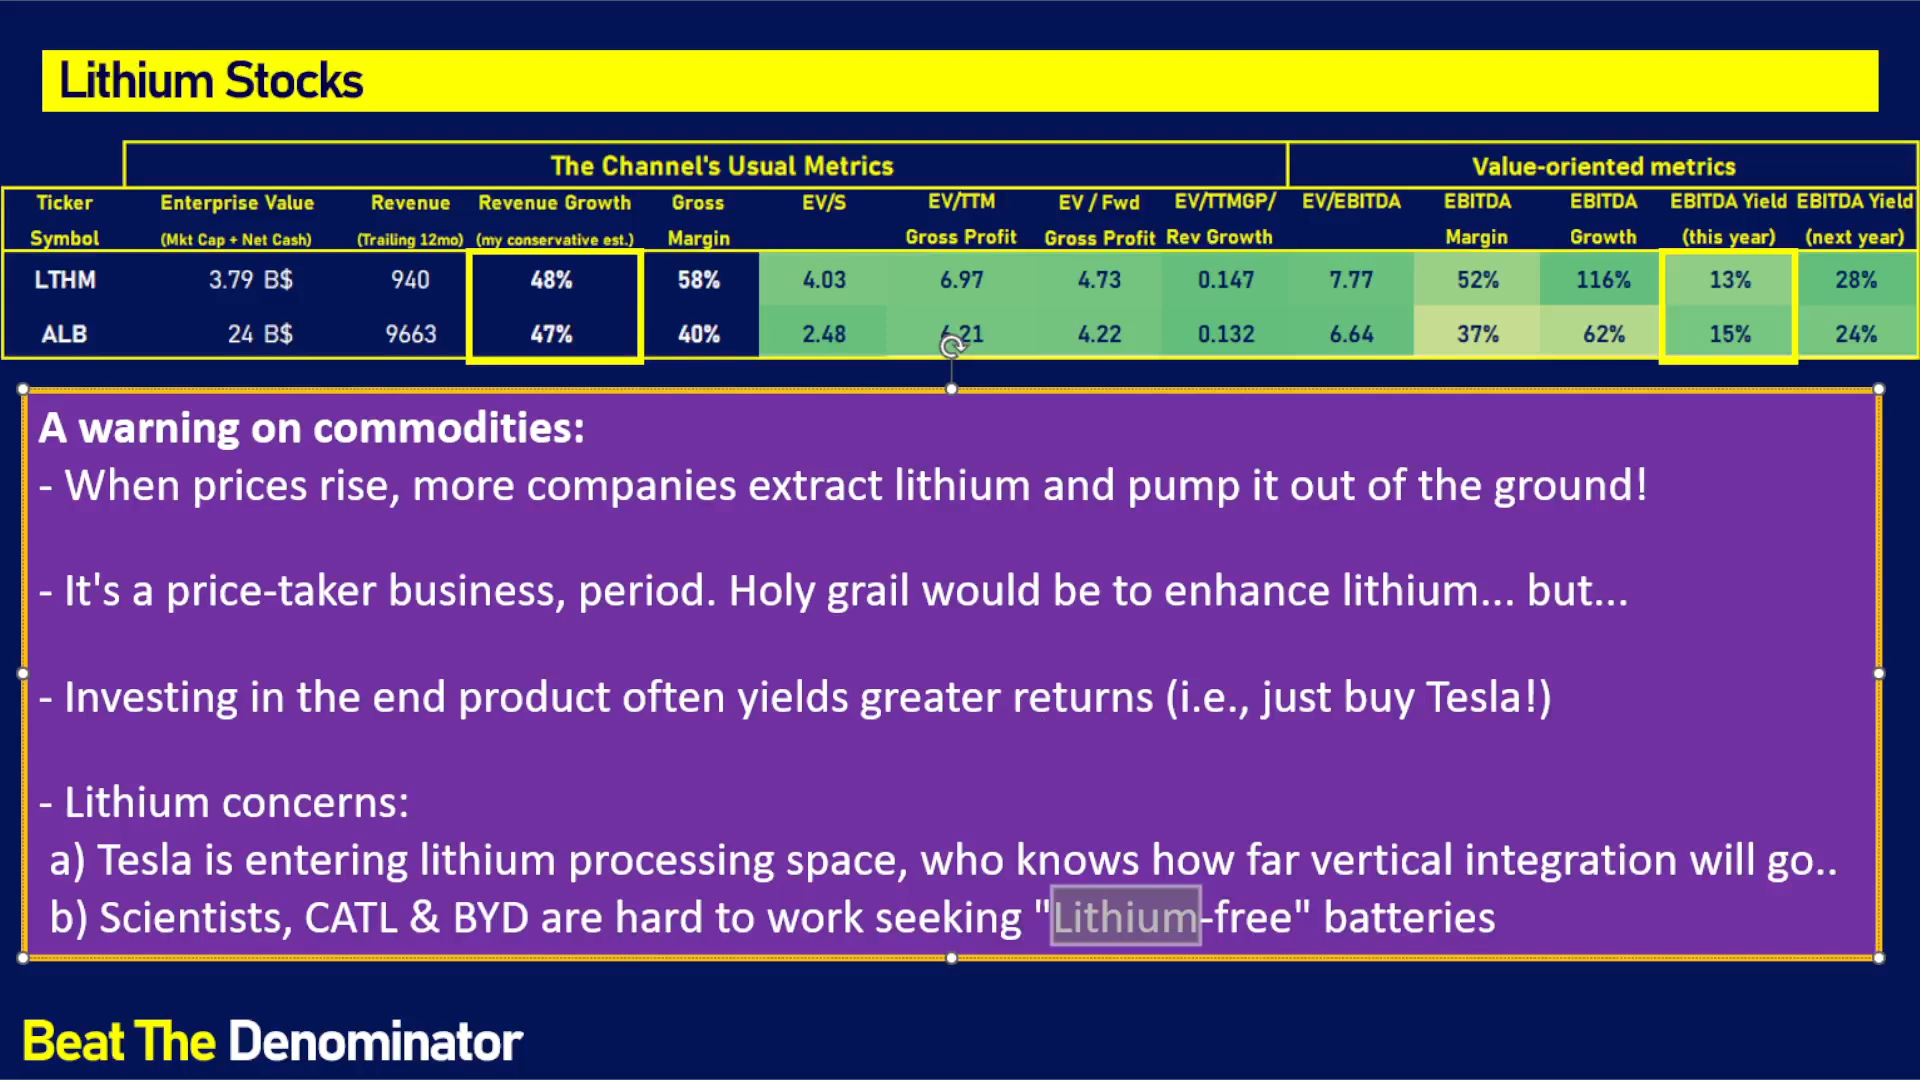 Lithium Stocks
The Channel's Usual Metrics Value-oriented metrics
Ticker Enterprise Value Revenue Revenue Growth Gross EV/S EV/TTM EV / Fwd EV/TTMGP/ EV/EBITDA EBITDA EBITDA EBITDA Yield EBITDA Yield
Symbol (Mkt Cap + Net Cash) (Trailing 12mo) (my conservative est.) Margin Gross Profit Gross Profit Rev Growth Margin Growth (this year) (next year)
LTHM 3.79 B$ 940 48% 58% 4.03 6.97 4.73 0.147 7.77 52% 116% 13% 28%
ALB 24 B$ 9663 47% 40% 2.48 6.21 4.22 0.132 6.64 37% 62% 15% 24%
A warning on commodities:
- When prices rise, more companies extract lithium and pump it out of the ground!
- It's a price-taker business, period. Holy grail would be to enhance lithium... but...
- Investing in the end product often yields greater returns (i.e., just buy Tesla!)
- Lithium concerns:
a) Tesla is entering lithium processing space, who knows how far vertical integration will go..
b) Scientists, CATL & BYD are hard to work seeking "Lithium-free" batteries
Beat The Denominator